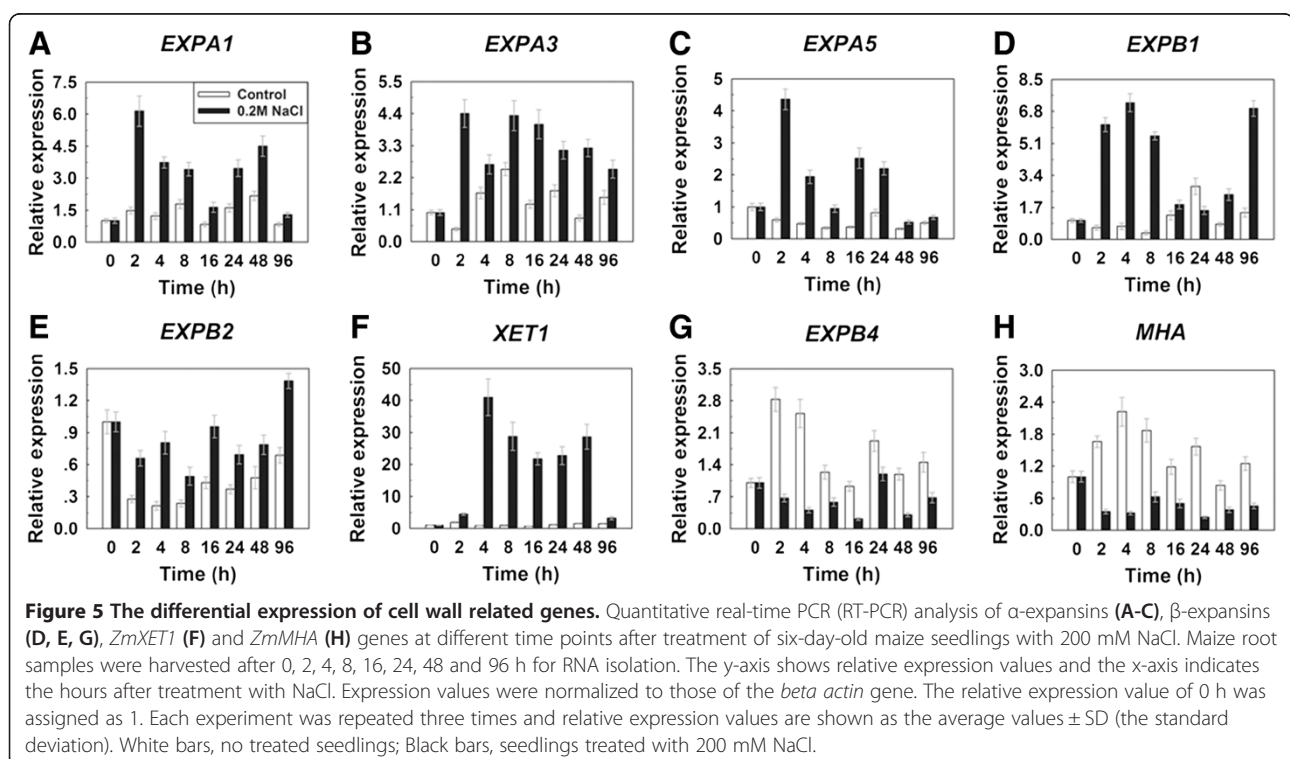 A EXPA1
B EXPA3
C EXPA5
D EXPB1
Relative expression
7.5
6.0
4.5
3.0
1.5
0.0
Control
0.2M NaCl
0 2 4 8 16 24 48 96
Time (h)
Relative expression
5.5
4.4
3.3
2.2
1.1
0.0
0 2 4 8 16 24 48 96
Time (h)
Relative expression
5
4
3
2
1
0
0 2 4 8 16 24 48 96
Time (h)
Relative expression
8.5
6.8
5.1
3.4
1.7
0.0
0 2 4 8 16 24 48 96
Time (h)
E EXPB2
F XET1
G EXPB4
H MHA
Relative expression
1.5
1.2
.9
.6
.3
0.0
0 2 4 8 16 24 48 96
Time (h)
Relative expression
50
40
30
20
10
0
0 2 4 8 16 24 48 96
Time (h)
Relative expression
3.5
2.8
2.1
1.4
.7
0.0
0 2 4 8 16 24 48 96
Time (h)
Relative expression
3.0
2.4
1.8
1.2
.6
0.0
0 2 4 8 16 24 48 96
Time (h)
Figure 5 The differential expression of cell wall related genes. Quantitative real-time PCR (RT-PCR) analysis of α-expansins (A-C), β-expansins
(D, E, G), ZmXET1 (F) and ZmMHA (H) genes at different time points after treatment of six-day-old maize seedlings with 200 mM NaCl. Maize root
samples were harvested after 0, 2, 4, 8, 16, 24, 48 and 96 h for RNA isolation. The y-axis shows relative expression values and the x-axis indicates
the hours after treatment with NaCl. Expression values were normalized to those of the beta actin gene. The relative expression value of 0 h was
assigned as 1. Each experiment was repeated three times and relative expression values are shown as the average values ± SD (the standard
deviation). White bars, no treated seedlings; Black bars, seedlings treated with 200 mM NaCl.